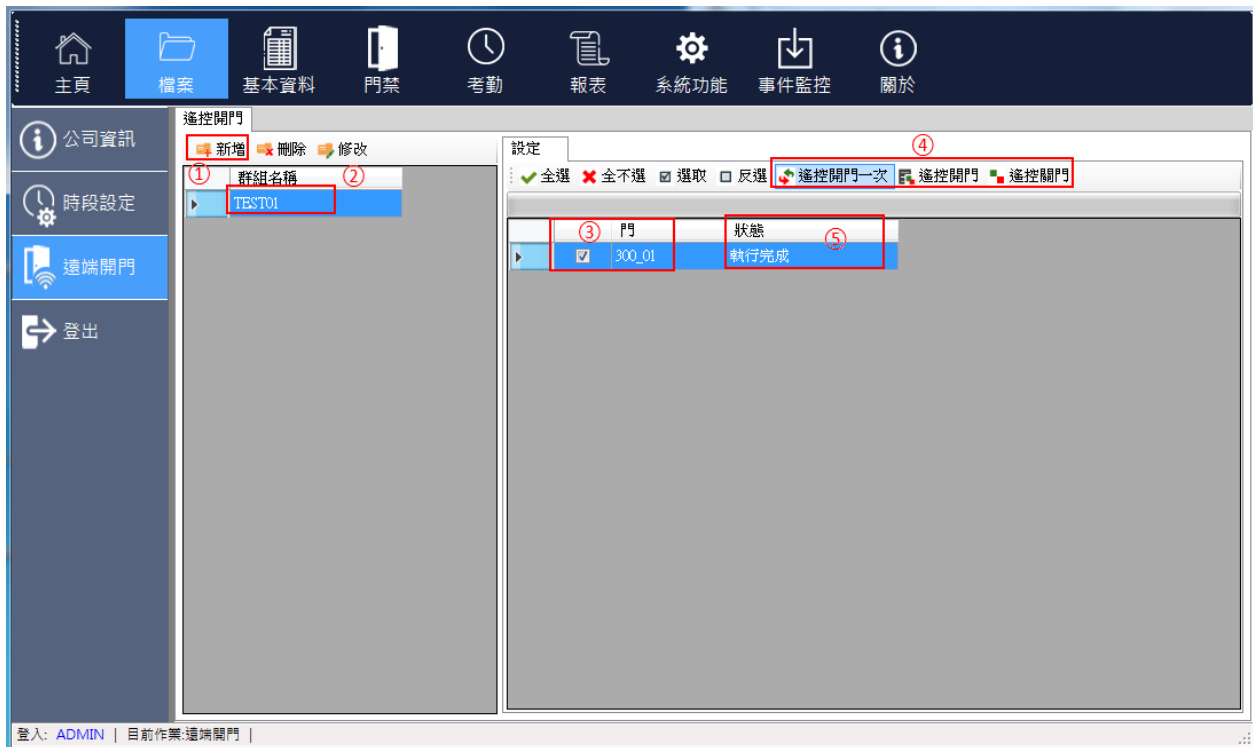 主頁 檔案 基本資料 門禁 考勤 報表 系統功能 事件監控 關於
公司資訊
時段設定
遠端開門
登出
遙控開門
新增 刪除 修改
① 群組名稱 ②
TEST01
設定
④
全選 全不選 選取 反選 遙控開門一次 遙控開門 遙控關門
③ 門 狀態 ⑤
300_01 執行完成
登入: ADMIN | 目前作業:遠端開門 |